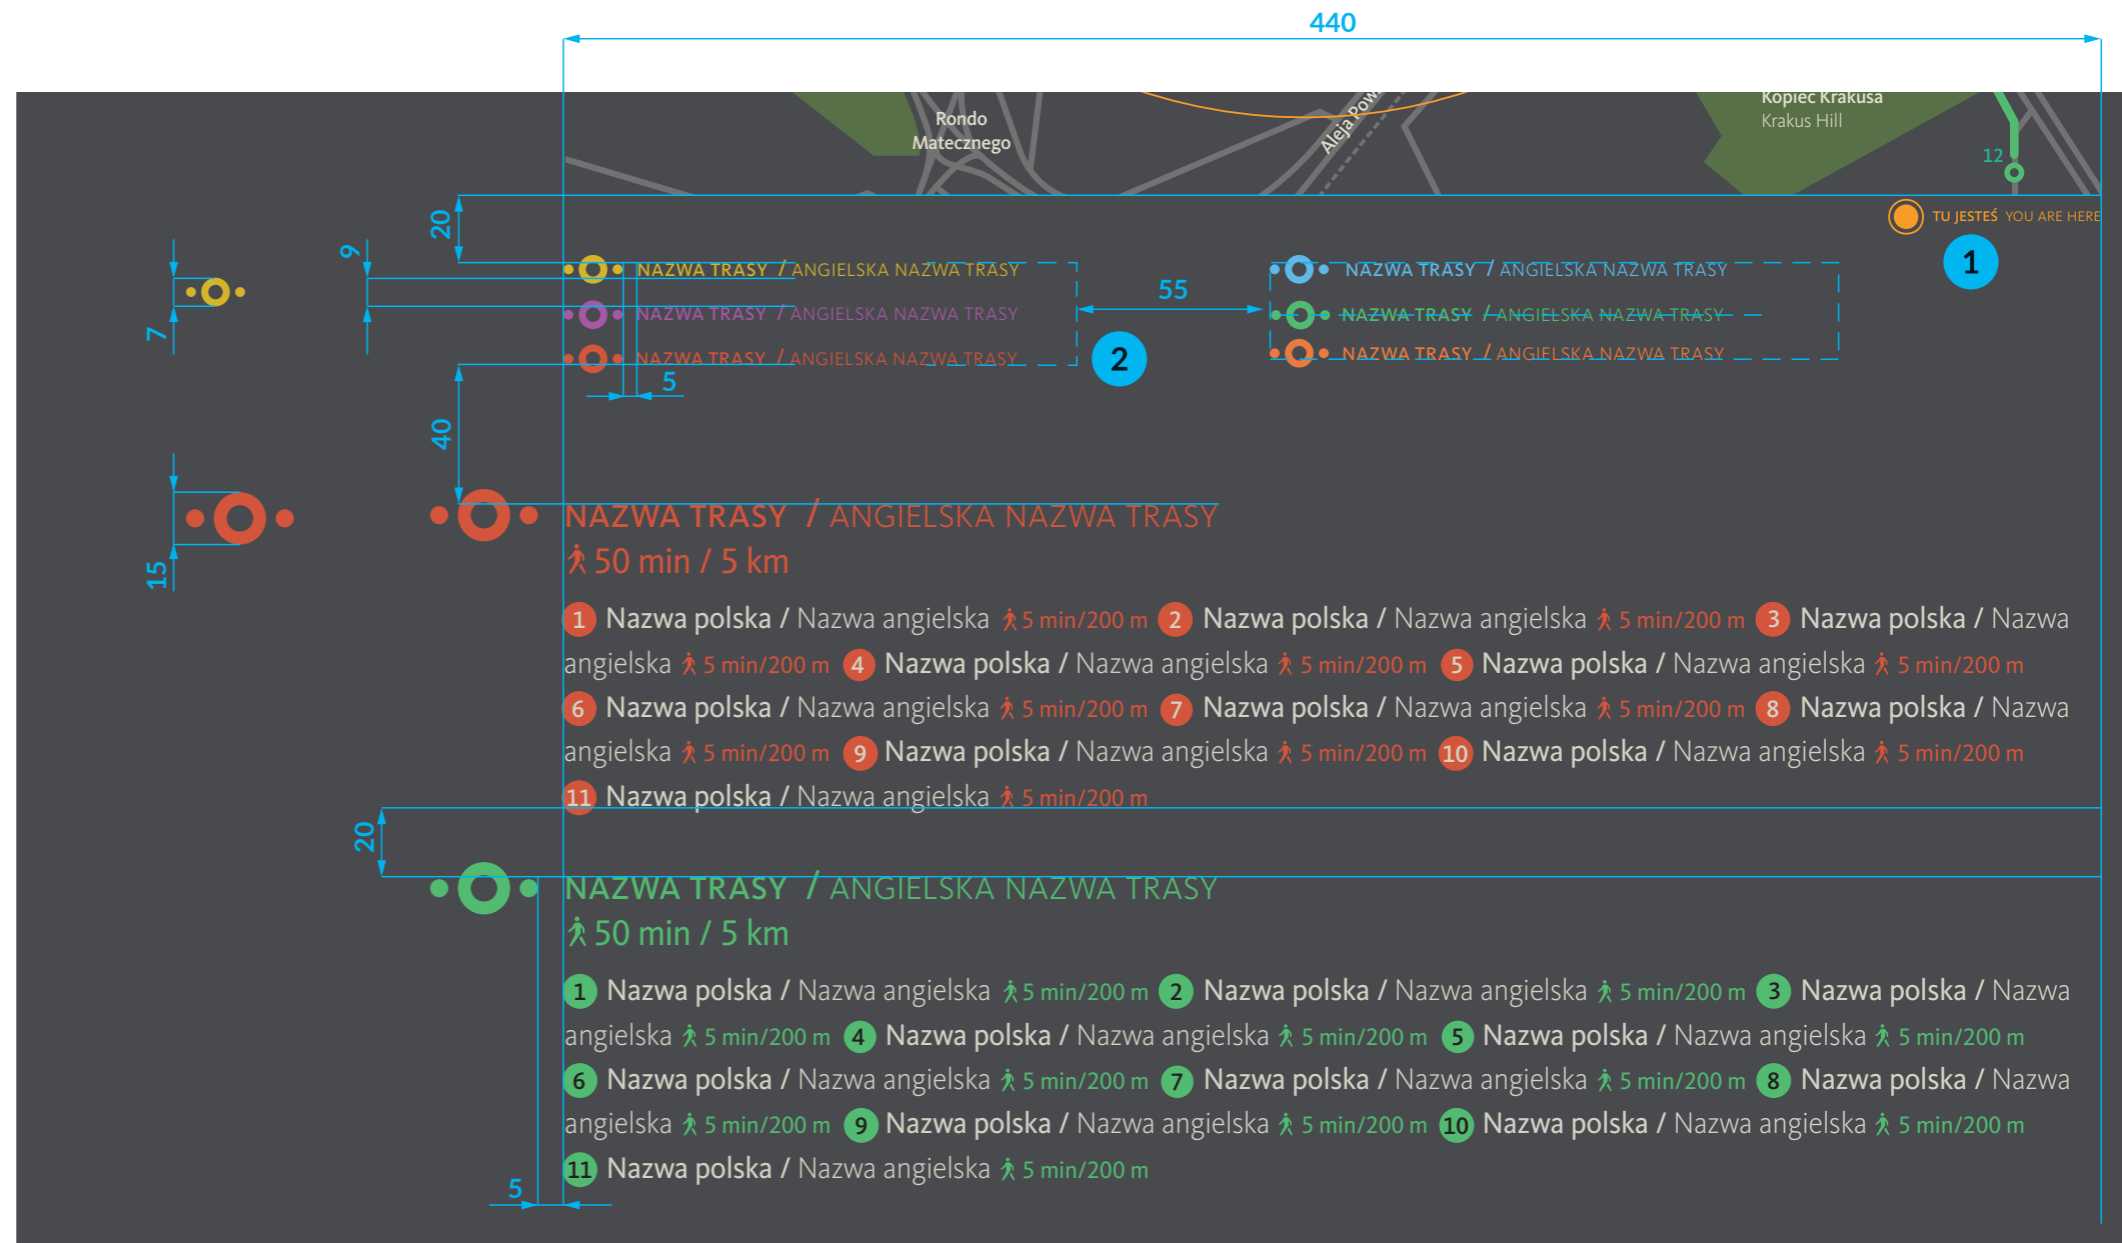 440
Kopiec Krakusa
Krakus Hill
Rondo
Matecznego
Aleja Pow
12
20
TU JESTEŚ YOU ARE HERE
1
9
7
NAZWA TRASY / ANGIELSKA NAZWA TRASY
NAZWA TRASY / ANGIELSKA NAZWA TRASY
55
NAZWA TRASY / ANGIELSKA NAZWA TRASY
NAZWA TRASY / ANGIELSKA NAZWA TRASY
NAZWA TRASY / ANGIELSKA NAZWA TRASY
2
NAZWA TRASY / ANGIELSKA NAZWA TRASY
5
40
15
NAZWA TRASY / ANGIELSKA NAZWA TRASY
50 min / 5 km
1 Nazwa polska / Nazwa angielska 5 min/200 m 2 Nazwa polska / Nazwa angielska 5 min/200 m 3 Nazwa polska / Nazwa
angielska 5 min/200 m 4 Nazwa polska / Nazwa angielska 5 min/200 m 5 Nazwa polska / Nazwa angielska 5 min/200 m
6 Nazwa polska / Nazwa angielska 5 min/200 m 7 Nazwa polska / Nazwa angielska 5 min/200 m 8 Nazwa polska / Nazwa
angielska 5 min/200 m 9 Nazwa polska / Nazwa angielska 5 min/200 m 10 Nazwa polska / Nazwa angielska 5 min/200 m
11 Nazwa polska / Nazwa angielska 5 min/200 m
20
NAZWA TRASY / ANGIELSKA NAZWA TRASY
50 min / 5 km
1 Nazwa polska / Nazwa angielska 5 min/200 m 2 Nazwa polska / Nazwa angielska 5 min/200 m 3 Nazwa polska / Nazwa
angielska 5 min/200 m 4 Nazwa polska / Nazwa angielska 5 min/200 m 5 Nazwa polska / Nazwa angielska 5 min/200 m
6 Nazwa polska / Nazwa angielska 5 min/200 m 7 Nazwa polska / Nazwa angielska 5 min/200 m 8 Nazwa polska / Nazwa
angielska 5 min/200 m 9 Nazwa polska / Nazwa angielska 5 min/200 m 10 Nazwa polska / Nazwa angielska 5 min/200 m
11 Nazwa polska / Nazwa angielska 5 min/200 m
5